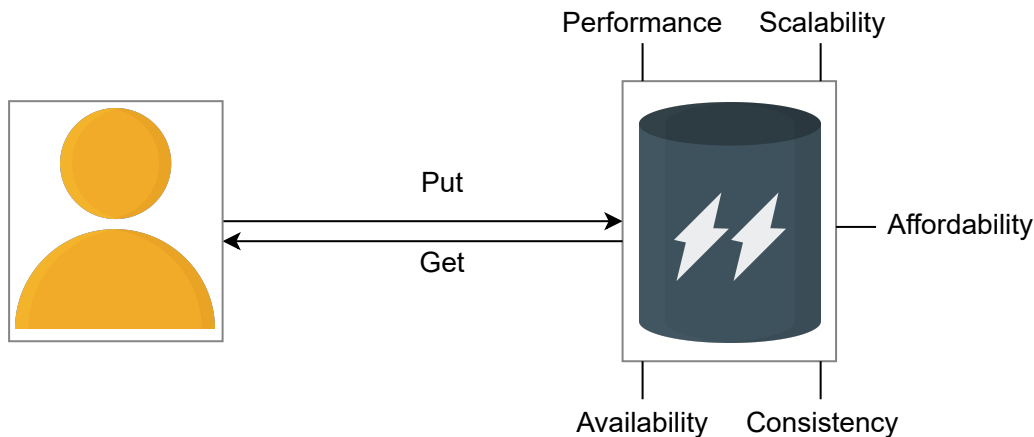 Performance
Scalability
Put
Affordability
Get
Availability
Consistency